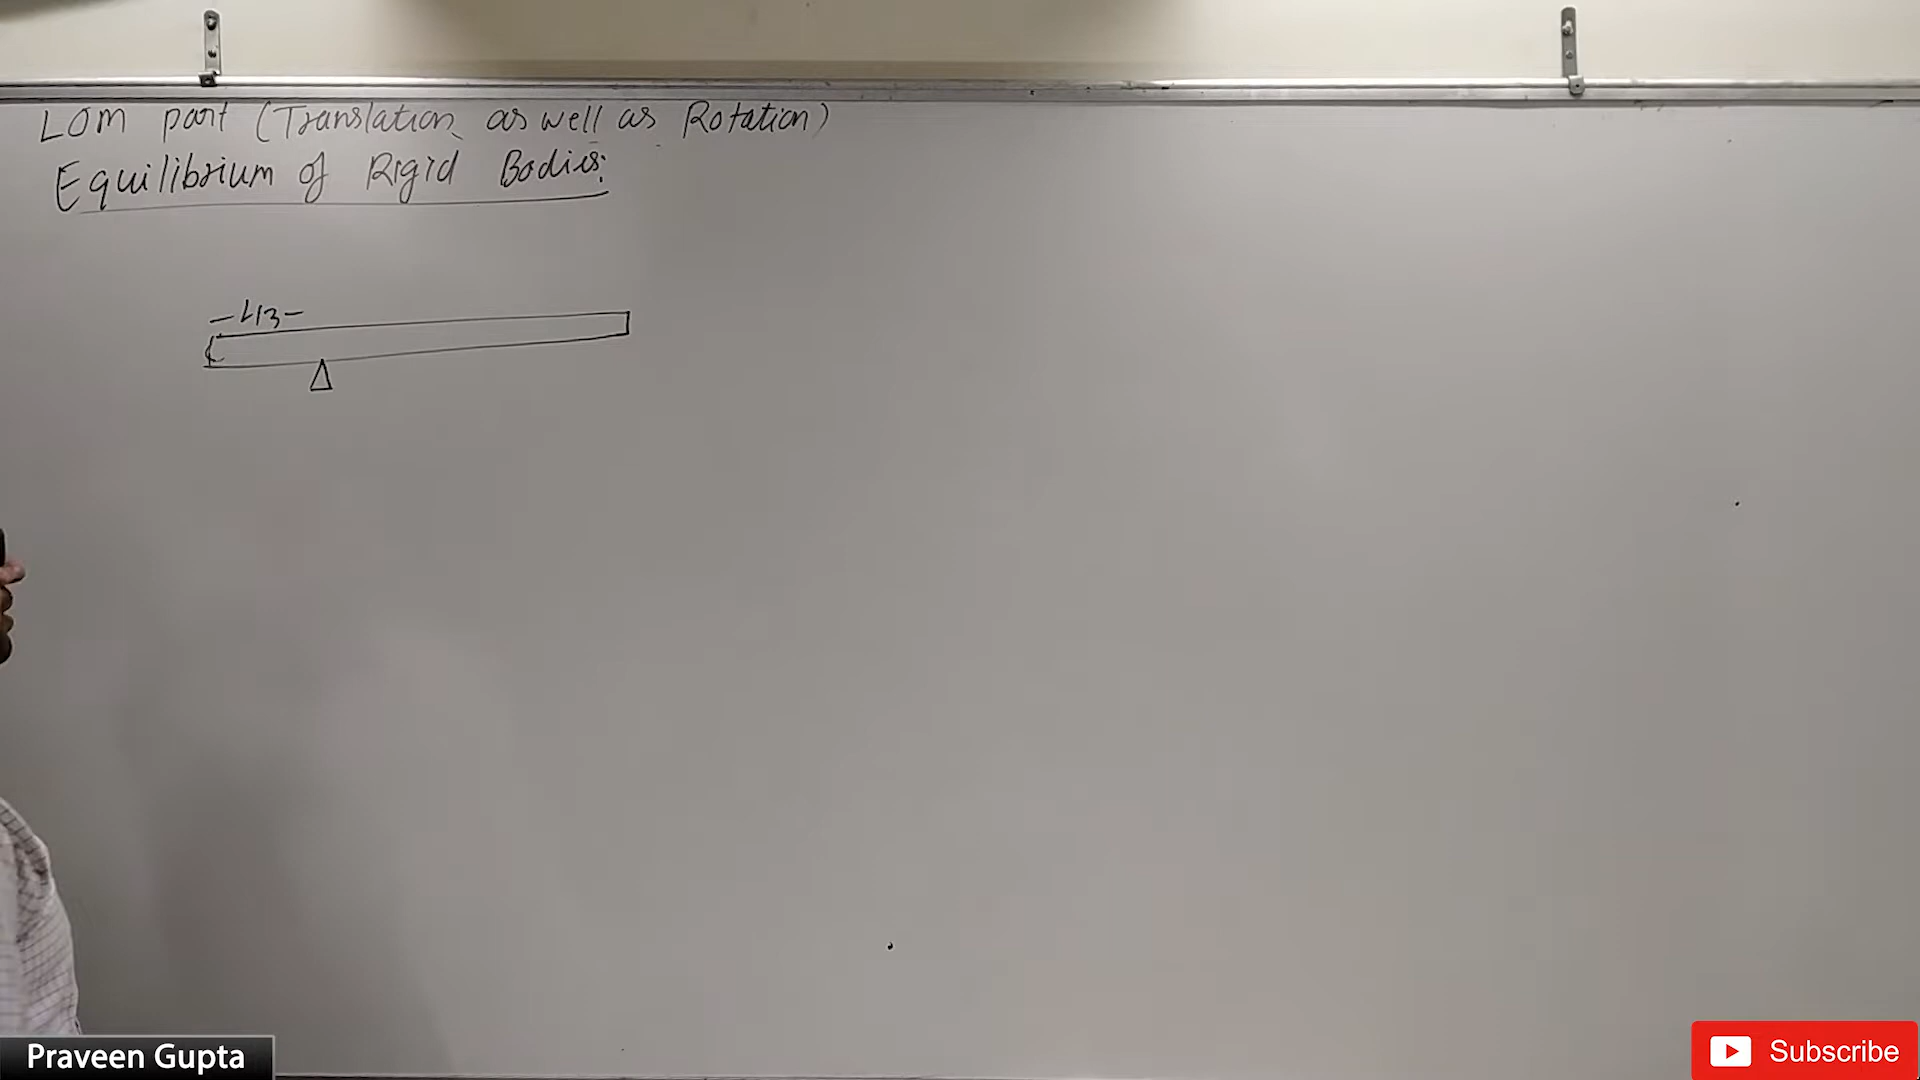 LOM part (Translation as well as Rotation)
Equilibrium of Rigid Bodies:
L/3
Praveen Gupta
Subscribe